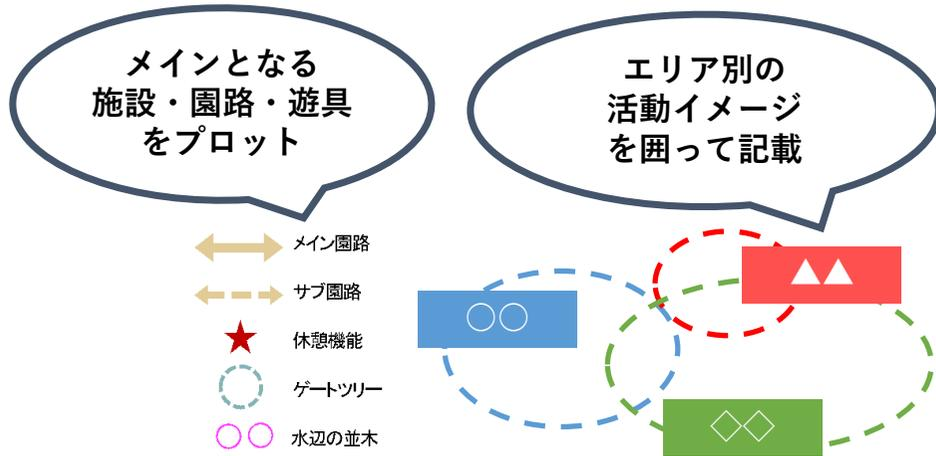 メインとなる
施設・園路・遊具
をプロット
エリア別の
活動イメージ
を囲って記載
メイン園路
サブ園路
休憩機能
ゲートツリー
水辺の並木
○○
▲▲
◇◇